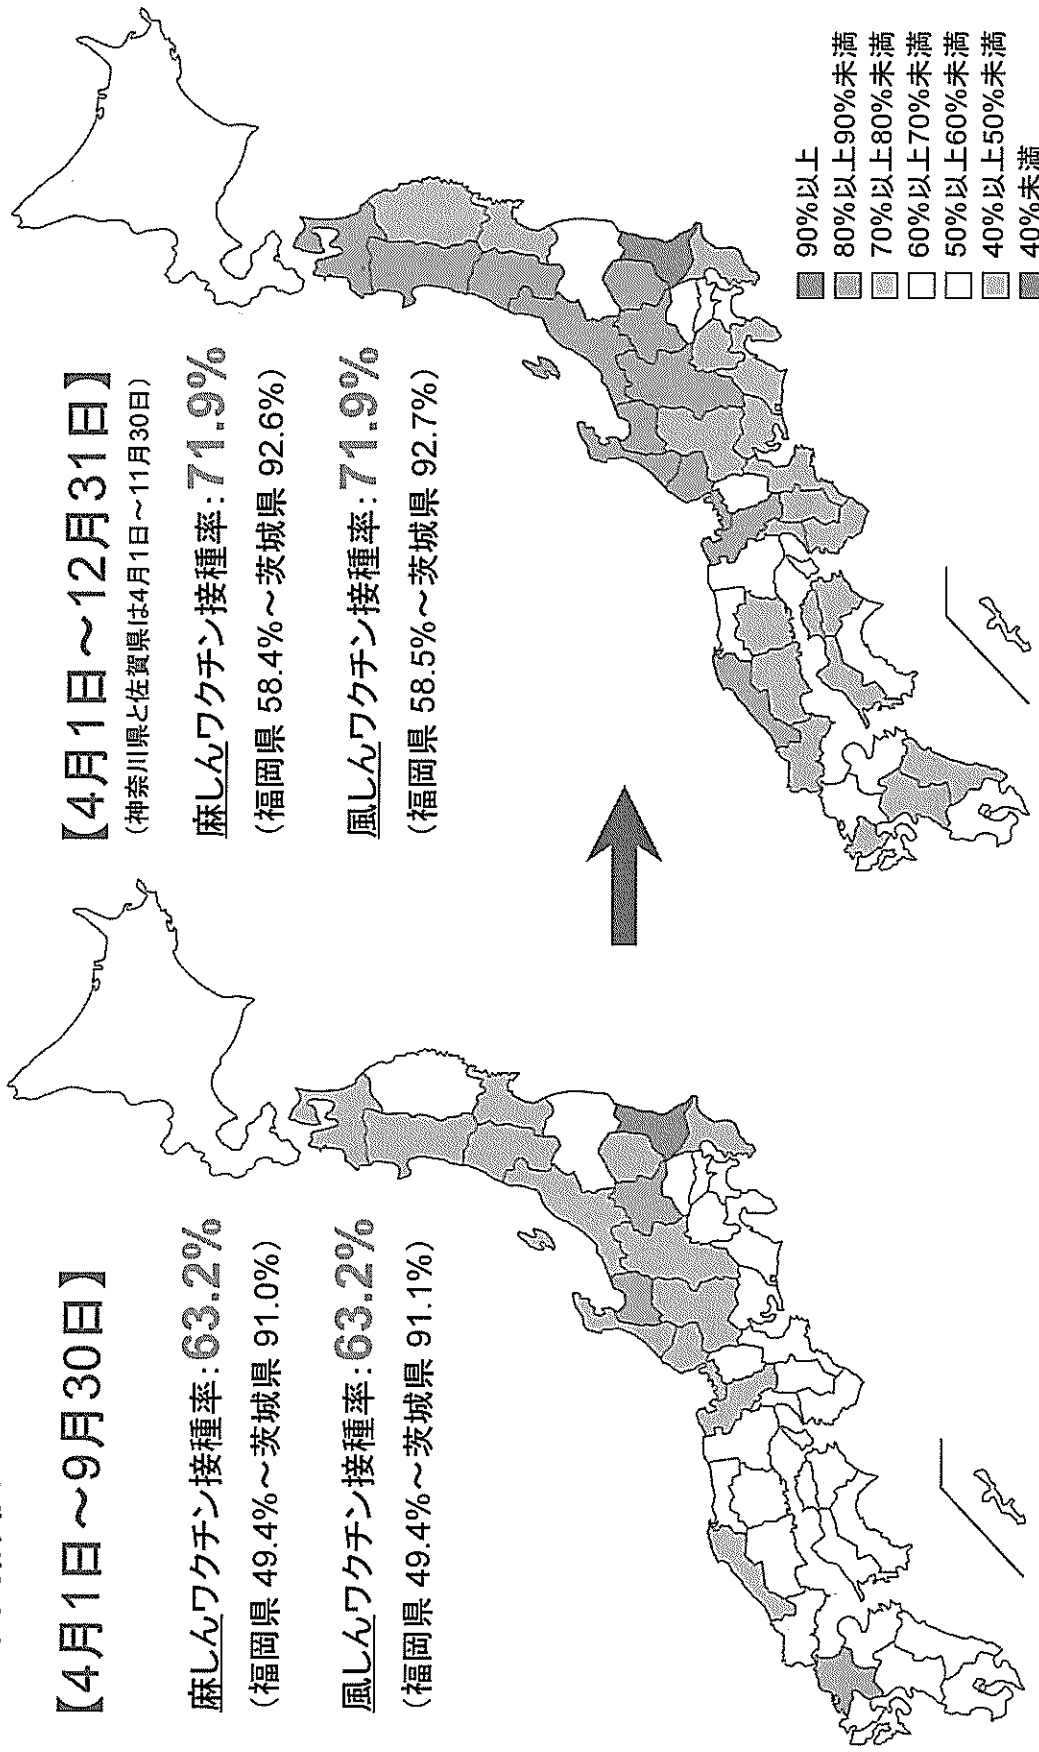 【4月1日～9月30日】
麻しんワクチン接種率：63.2%
（福岡県 49.4%～茨城県 91.0%）
風しんワクチン接種率：63.2%
（福岡県 49.4%～茨城県 91.1%）
【4月1日～12月31日】
（神奈川県と佐賀県は4月1日～11月30日）
麻しんワクチン接種率：71.9%
（福岡県 58.4%～茨城県 92.6%）
風しんワクチン接種率：71.9%
（福岡県 58.5%～茨城県 92.7%）
90%以上
80%以上90%未満
70%以上80%未満
60%以上70%未満
50%以上60%未満
40%以上50%未満
40%未満